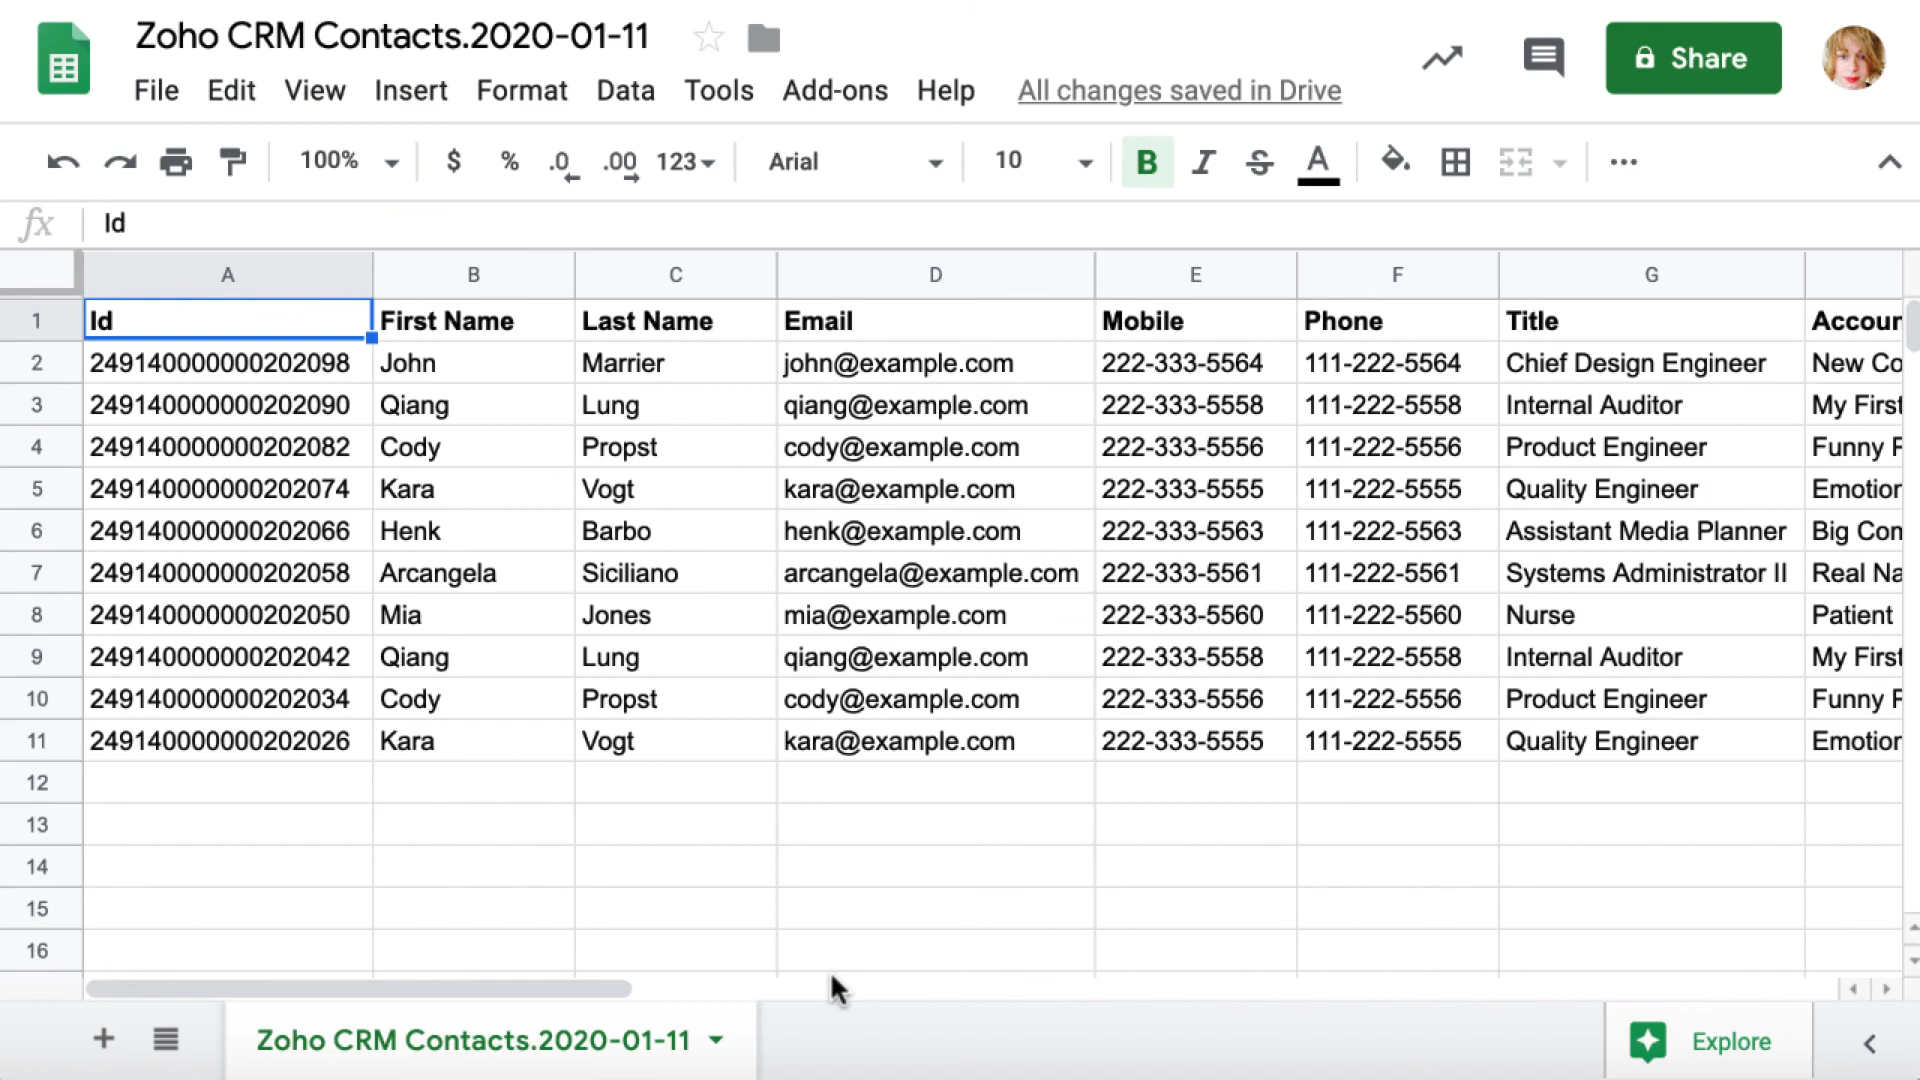 Zoho CRM Contacts.2020-01-11
File Edit View Insert Format Data Tools Add-ons Help All changes saved in Drive
Share
100% $ % .0 .00 123 Arial 10 B I S A
fx Id
A B C D E F G
1 Id First Name Last Name Email Mobile Phone Title Accoun
2 249140000000202098 John Marrier john@example.com 222-333-5564 111-222-5564 Chief Design Engineer New Co
3 249140000000202090 Qiang Lung qiang@example.com 222-333-5558 111-222-5558 Internal Auditor My First
4 249140000000202082 Cody Propst cody@example.com 222-333-5556 111-222-5556 Product Engineer Funny F
5 249140000000202074 Kara Vogt kara@example.com 222-333-5555 111-222-5555 Quality Engineer Emotion
6 249140000000202066 Henk Barbo henk@example.com 222-333-5563 111-222-5563 Assistant Media Planner Big Com
7 249140000000202058 Arcangela Siciliano arcangela@example.com 222-333-5561 111-222-5561 Systems Administrator II Real Na
8 249140000000202050 Mia Jones mia@example.com 222-333-5560 111-222-5560 Nurse Patient
9 249140000000202042 Qiang Lung qiang@example.com 222-333-5558 111-222-5558 Internal Auditor My First
10 249140000000202034 Cody Propst cody@example.com 222-333-5556 111-222-5556 Product Engineer Funny F
11 249140000000202026 Kara Vogt kara@example.com 222-333-5555 111-222-5555 Quality Engineer Emotion
12
13
14
15
16
Zoho CRM Contacts.2020-01-11 Explore